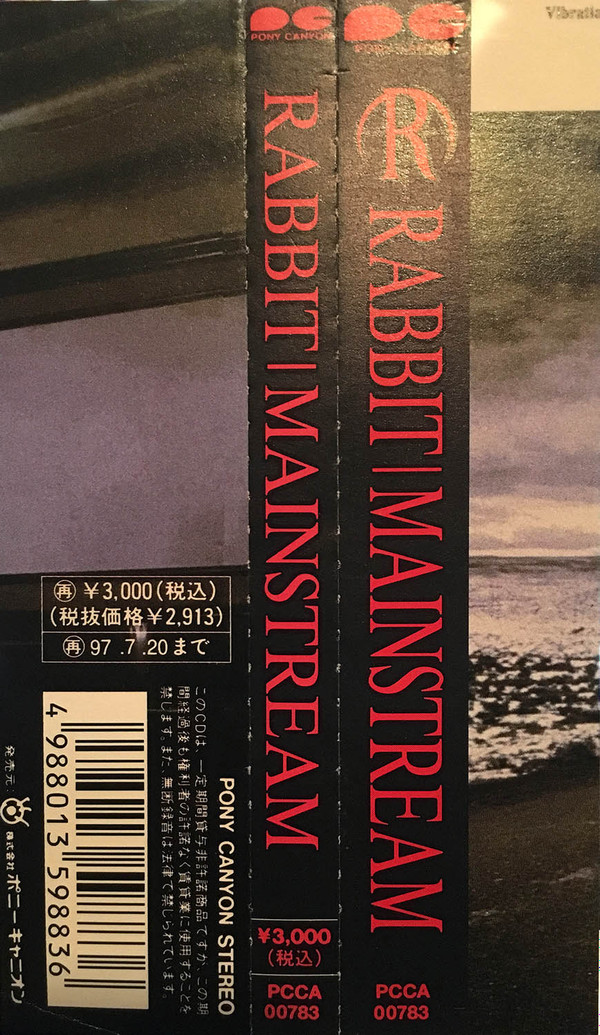 Vibratio
PONY CANYON
RABBIT | MAINSTREAM
¥3,000
(税込)
PCCA
00783
PONY CANYON
R RABBIT | MAINSTREAM
PCCA
00783
再 ¥3,000(税込)
(税抜価格¥2,913)
再 97.7.20まで
PONY CANYON STEREO
このCDは、一定期間貸与非許諾商品ですが、この期
間経過後も権利者の許諾なく賃貸業に使用することを
禁じます。また、無断録音は法律で禁じられています。
4 988013 598836
発売元: 株式会社 ポニーキャニオン